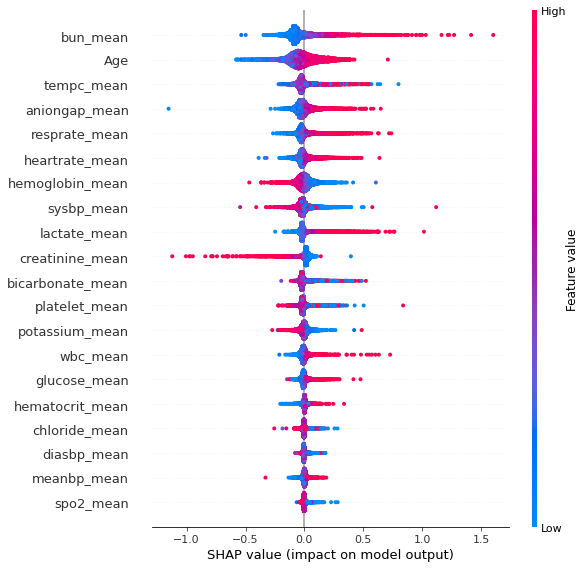 High
bun_mean
Age
tempc_mean
aniongap_mean
resprate_mean
heartrate_mean
hemoglobin_mean
sysbp_mean
lactate_mean
creatinine_mean
bicarbonate_mean
platelet_mean
potassium_mean
wbc_mean
glucose_mean
hematocrit_mean
chloride_mean
diasbp_mean
meanbp_mean
spo2_mean
Feature value
Low
−1.0 −0.5 0.0 0.5 1.0 1.5
SHAP value (impact on model output)